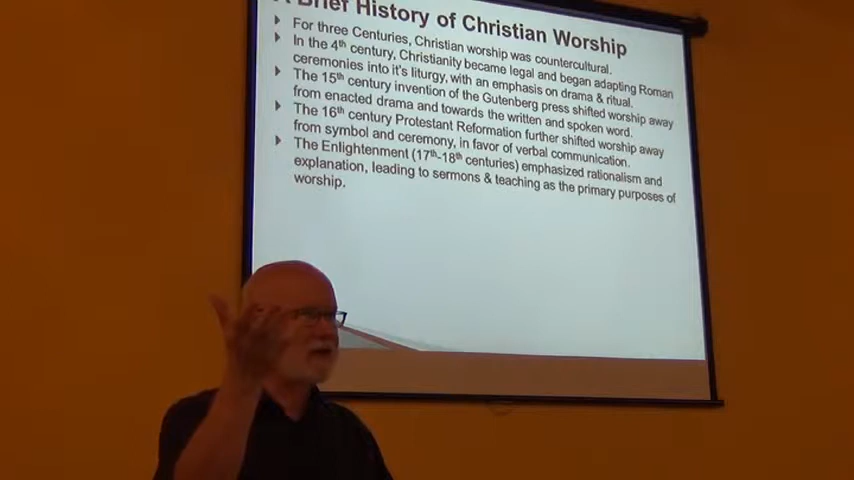 A Brief History of Christian Worship
For three Centuries, Christian worship was countercultural.
In the 4th century, Christianity became legal and began adapting Roman
ceremonies into it's liturgy, with an emphasis on drama & ritual.
The 15th century invention of the Gutenberg press shifted worship away
from enacted drama and towards the written and spoken word.
The 16th century Protestant Reformation further shifted worship away
from symbol and ceremony, in favor of verbal communication.
The Enlightenment (17th-18th centuries) emphasized rationalism and
explanation, leading to sermons & teaching as the primary purposes of
worship.